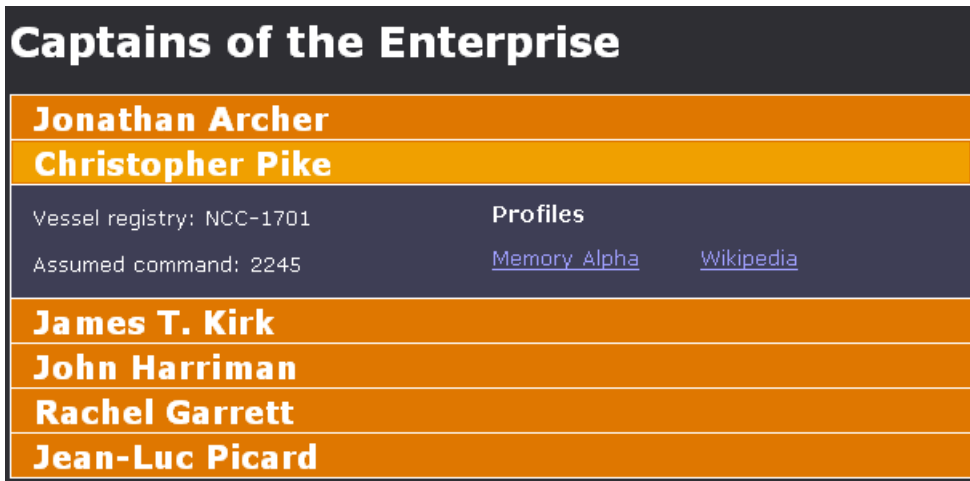 Captains of the Enterprise
Jonathan Archer
Christopher Pike
Vessel registry: NCC-1701
Assumed command: 2245
Profiles
Memory Alpha Wikipedia
James T. Kirk
John Harriman
Rachel Garrett
Jean-Luc Picard